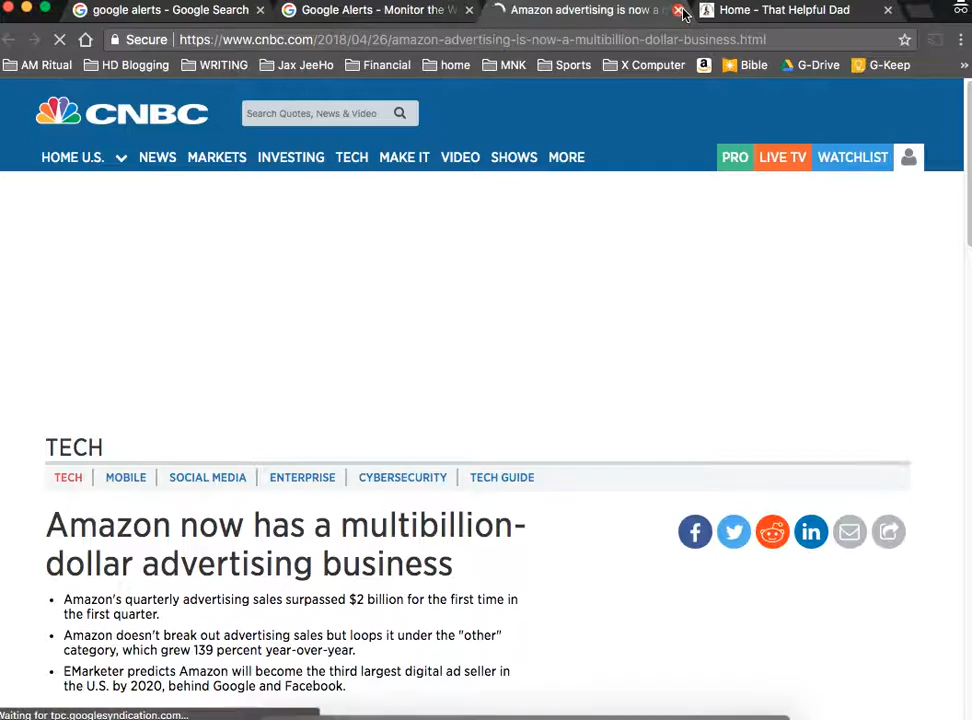 google alerts - Google Search
Google Alerts - Monitor the W
Amazon advertising is now a
Home - That Helpful Dad
Secure
https://www.cnbc.com/2018/04/26/amazon-advertising-is-now-a-multibillion-dollar-business.html
AM Ritual
HD Blogging
WRITING
Jax JeeHo
Financial
home
MNK
Sports
X Computer
Bible
G-Drive
G-Keep
CNBC
Search Quotes, News & Video
HOME U.S.
NEWS
MARKETS
INVESTING
TECH
MAKE IT
VIDEO
SHOWS
MORE
PRO
LIVE TV
WATCHLIST
TECH
TECH
MOBILE
SOCIAL MEDIA
ENTERPRISE
CYBERSECURITY
TECH GUIDE
Amazon now has a multibillion-
dollar advertising business
• Amazon's quarterly advertising sales surpassed $2 billion for the first time in
the first quarter.
• Amazon doesn't break out advertising sales but loops it under the "other"
category, which grew 139 percent year-over-year.
• EMarketer predicts Amazon will become the third largest digital ad seller in
the U.S. by 2020, behind Google and Facebook.
Waiting for tpc.googlesyndication.com...